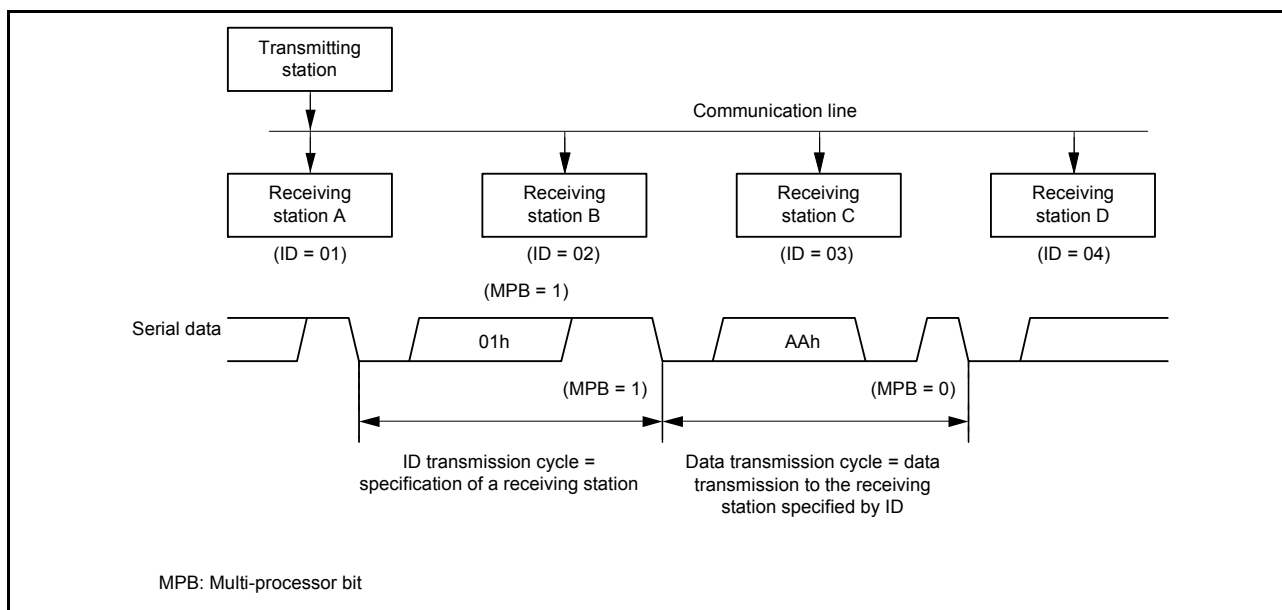 Transmitting
station
Communication line
Receiving
station A
Receiving
station B
Receiving
station C
Receiving
station D
(ID = 01)
(ID = 02)
(ID = 03)
(ID = 04)
(MPB = 1)
Serial data
01h
AAh
(MPB = 1)
(MPB = 0)
ID transmission cycle =
specification of a receiving station
Data transmission cycle = data
transmission to the receiving
station specified by ID
MPB: Multi-processor bit